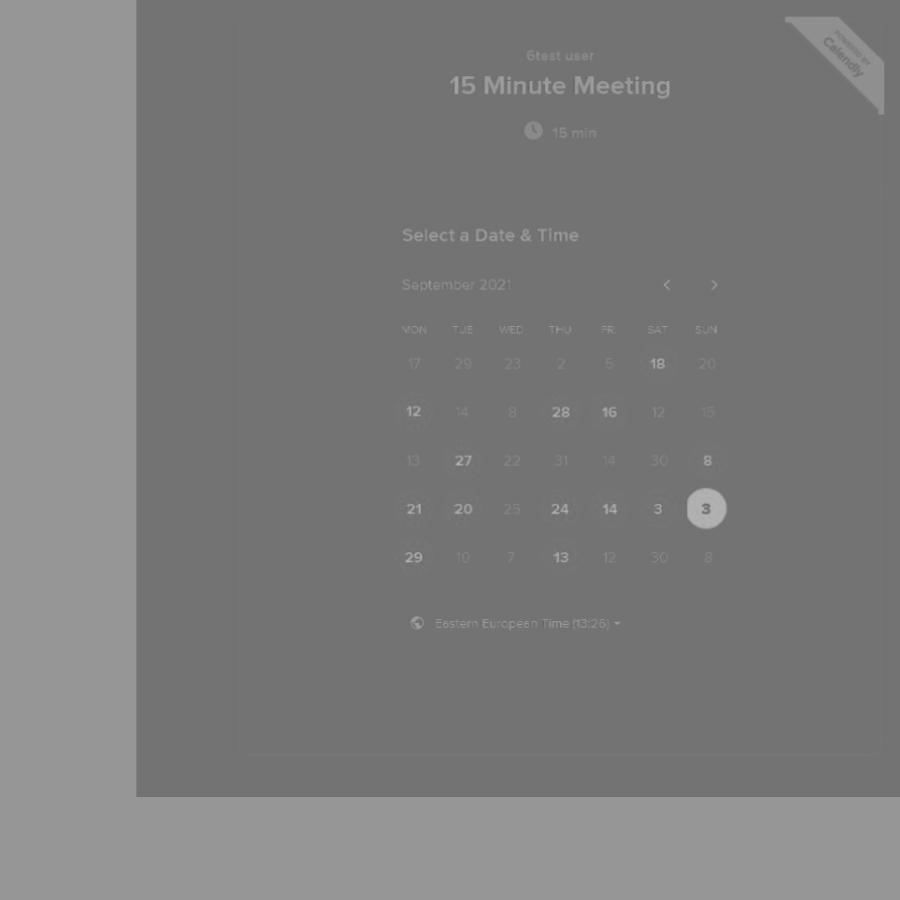 POWERED BY
Calendly
6test user
15 Minute Meeting
15 min
Select a Date & Time
September 2021
MON TUE WED THU FRI SAT SUN
17 29 23 2 5 18 20
12 14 8 28 16 12 15
13 27 22 31 14 30 8
21 20 25 24 14 3 3
29 10 7 13 12 30 8
Eastern European Time (13:26)